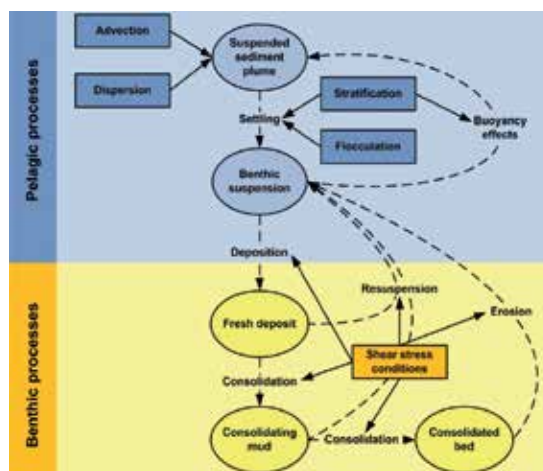 Pelagic processes
Advection
Dispersion
Suspended
sediment
plume
Settling
Stratification
Flocculation
Buoyancy
effects
Benthic
suspension
Deposition
Benthic processes
Resuspension
Erosion
Fresh deposit
Shear stress
conditions
Consolidation
Consolidating
mud
Consolidation
Consolidated
bed